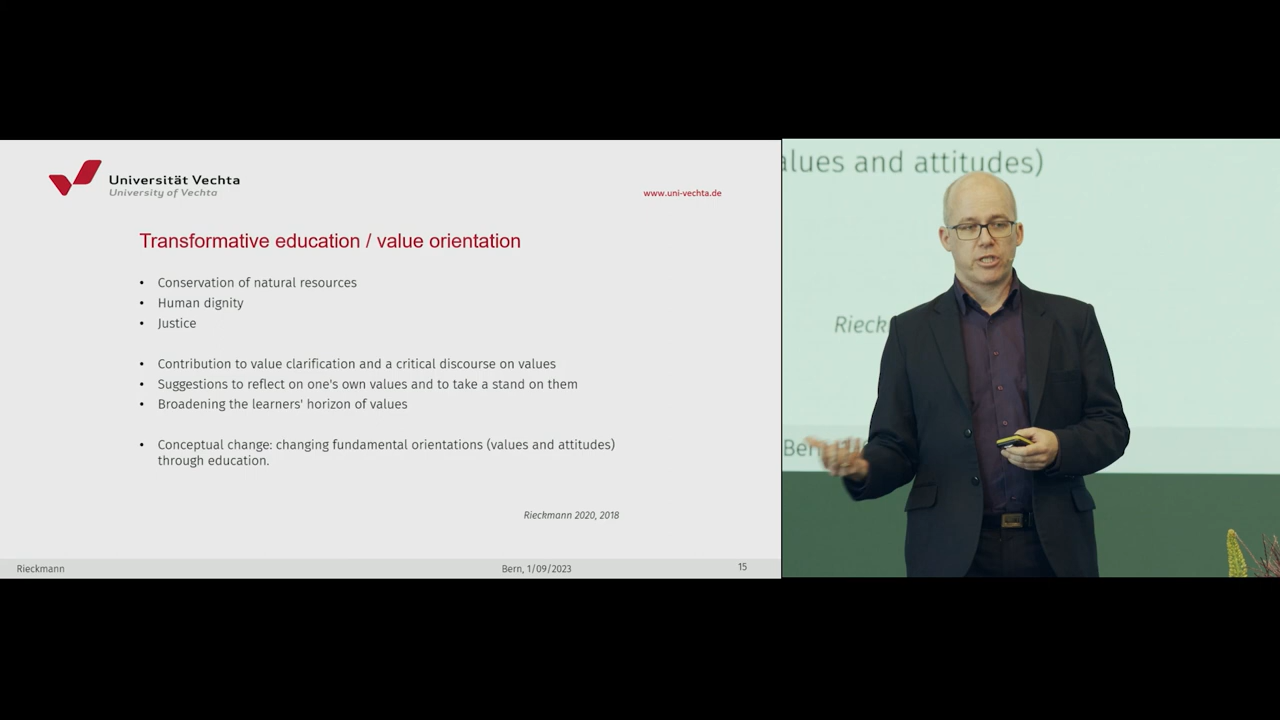 Universität Vechta
University of Vechta
www.uni-vechta.de
Transformative education / value orientation
• Conservation of natural resources
• Human dignity
• Justice
• Contribution to value clarification and a critical discourse on values
• Suggestions to reflect on one's own values and to take a stand on them
• Broadening the learners' horizon of values
• Conceptual change: changing fundamental orientations (values and attitudes)
through education.
Rieckmann 2020, 2018
Rieckmann
Bern, 1/09/2023
15
alues and attitudes)
Rieck
Ber